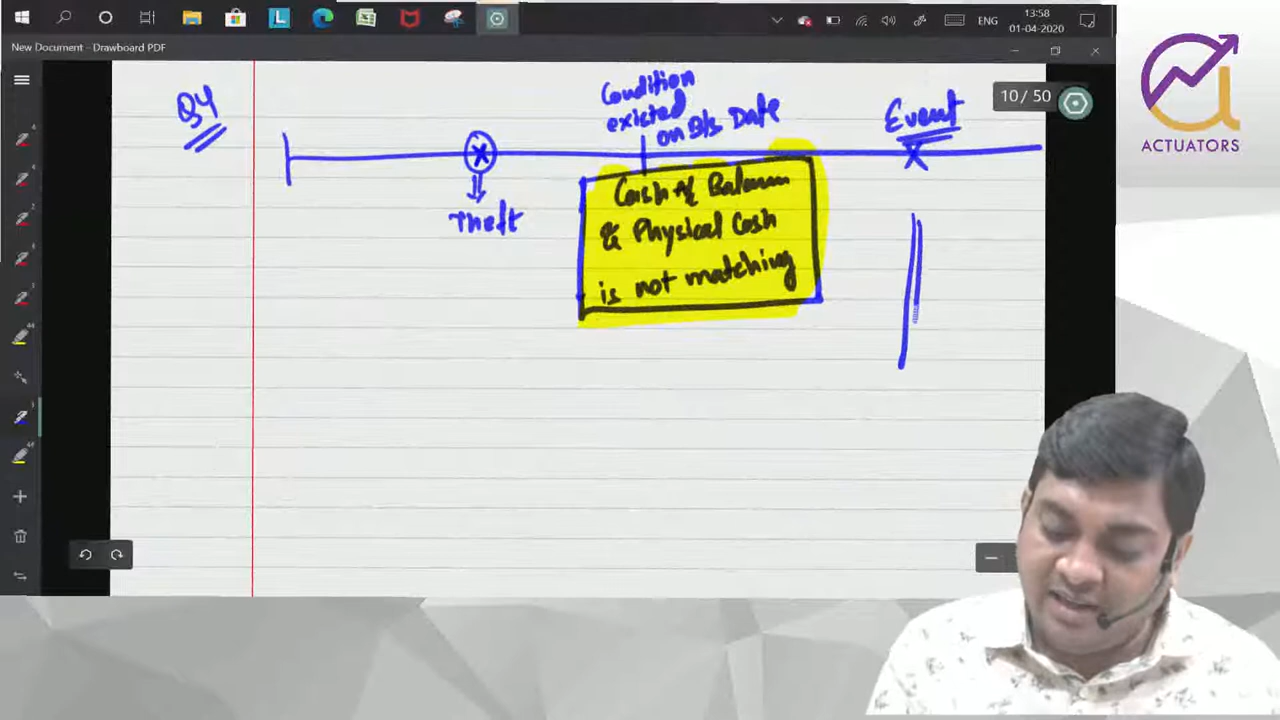 13:58
ENG
01-04-2020
New Document - Drawboard PDF
10 / 50
ACTUATORS
Q4
Condition
existed
on B/s Date
Event
Theft
Cash
Balance
& Physical Cash
is not matching